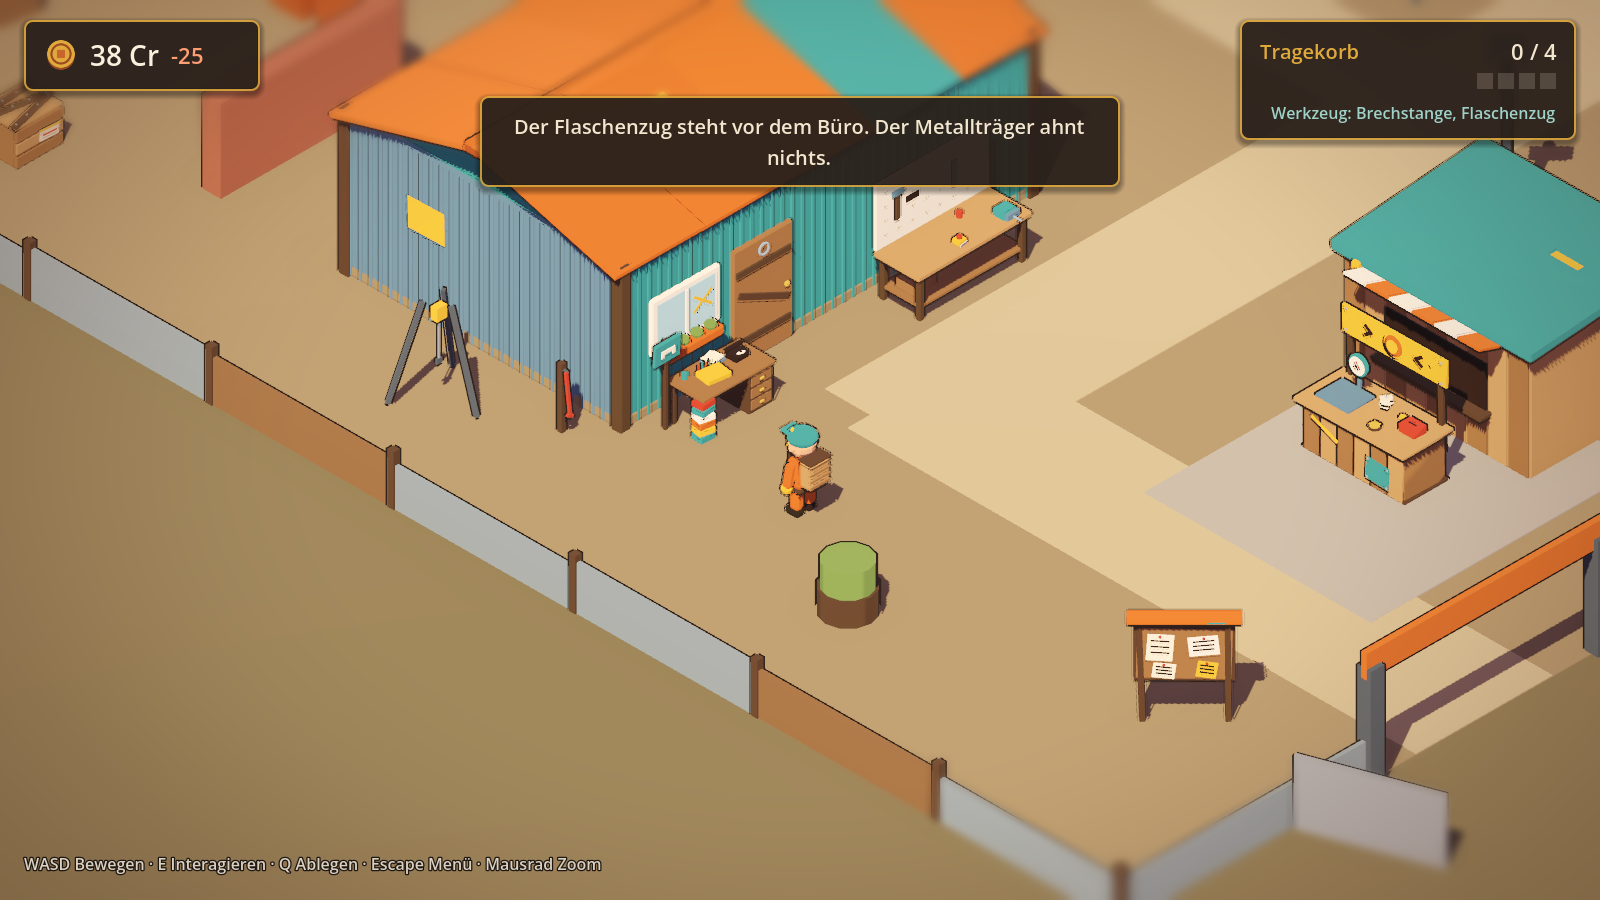 38 Cr -25
Der Flaschenzug steht vor dem Büro. Der Metallträger ahnt
nichts.
Tragekorb 0 / 4
Werkzeug: Brechstange, Flaschenzug
WASD Bewegen · E Interagieren · Q Ablegen · Escape Menü · Mausrad Zoom